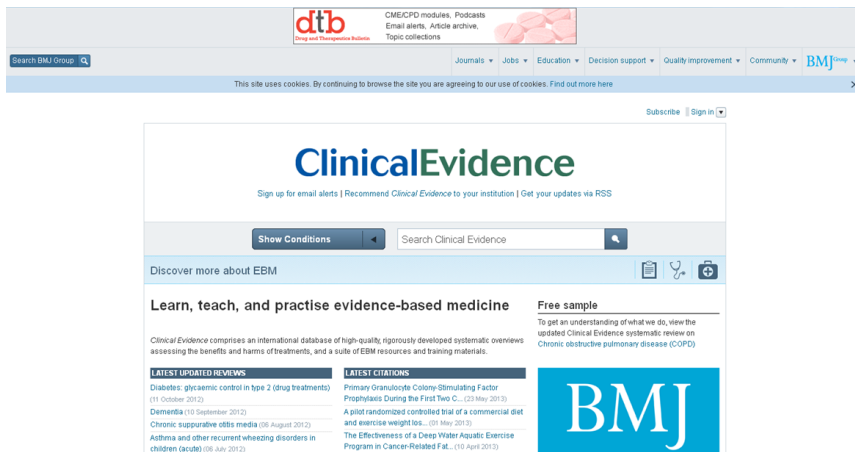 dtb
Drug and Therapeutics Bulletin
CME/CPD modules, Podcasts
Email alerts, Article archive,
Topic collections
Search BMJ Group
Journals
Jobs
Education
Decision support
Quality improvement
Community
BMJ Group
This site uses cookies. By continuing to browse the site you are agreeing to our use of cookies. Find out more here
Subscribe
Sign in
ClinicalEvidence
Sign up for email alerts | Recommend Clinical Evidence to your institution | Get your updates via RSS
Show Conditions
Search Clinical Evidence
Discover more about EBM
Learn, teach, and practise evidence-based medicine
Clinical Evidence comprises an international database of high-quality, rigorously developed systematic overviews
assessing the benefits and harms of treatments, and a suite of EBM resources and training materials.
LATEST UPDATED REVIEWS
Diabetes: glycaemic control in type 2 (drug treatments)
(11 October 2012)
Dementia (10 September 2012)
Chronic suppurative otitis media (06 August 2012)
Asthma and other recurrent wheezing disorders in
children (acute) (06 July 2012)
LATEST CITATIONS
Primary Granulocyte Colony-Stimulating Factor
Prophylaxis During the First Two C... (23 May 2013)
A pilot randomized controlled trial of a commercial diet
and exercise weight los... (01 May 2013)
The Effectiveness of a Deep Water Aquatic Exercise
Program in Cancer-Related Fat... (10 April 2013)
Free sample
To get an understanding of what we do, view the
updated Clinical Evidence systematic review on
Chronic obstructive pulmonary disease (COPD)
BMJ